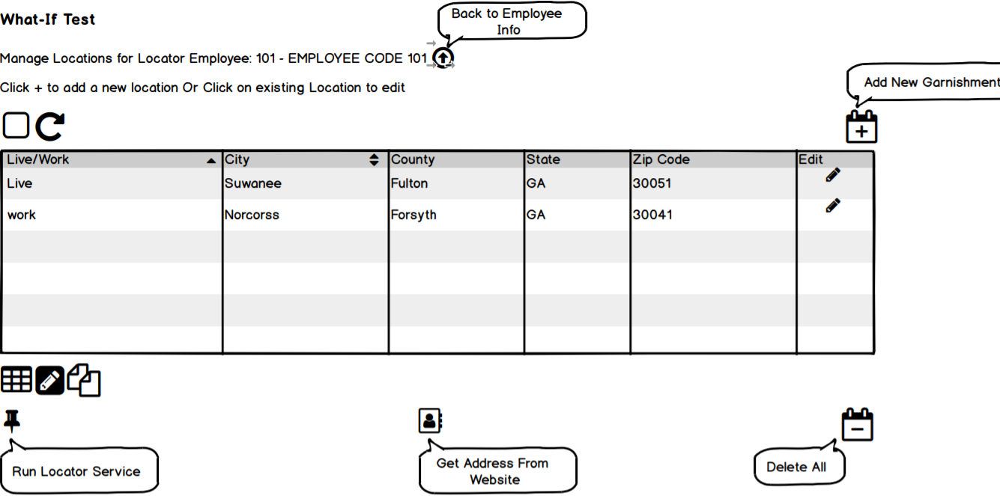 What-If Test
Back to Employee
Info
Manage Locations for Locator Employee: 101 - EMPLOYEE CODE 101
Click + to add a new location Or Click on existing Location to edit
Add New Garnishment
Live/Work City County State Zip Code Edit
Live Suwanee Fulton GA 30051
work Norcorss Forsyth GA 30041
Run Locator Service
Get Address From
Website
Delete All